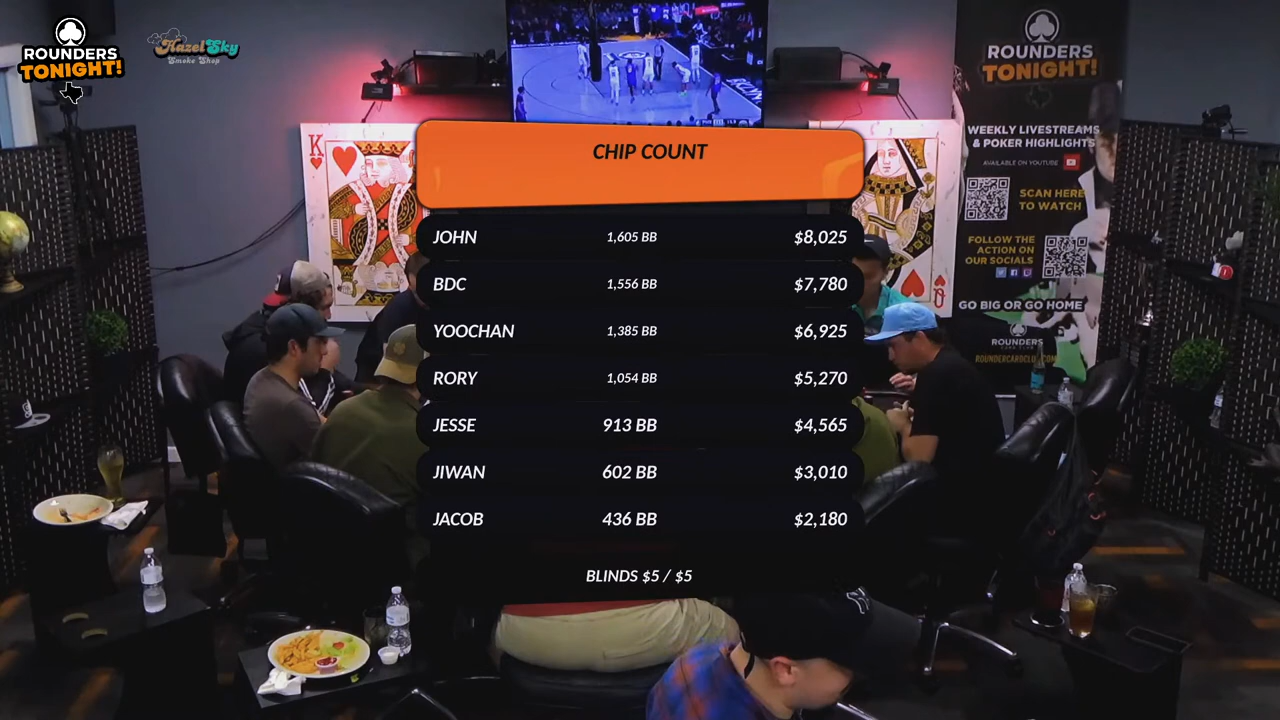 ROUNDERS
TONIGHT!
HazelSky
Smoke Shop
ROUNDERS
TONIGHT!
WEEKLY LIVESTREAMS
& POKER HIGHLIGHTS
AVAILABLE ON YOUTUBE
SCAN HERE
TO WATCH
FOLLOW THE
ACTION ON
OUR SOCIALS
GO BIG OR GO HOME
ROUNDERS
K
Q
CHIP COUNT
JOHN 1,605 BB $8,025
BDC 1,556 BB $7,780
YOOCHAN 1,385 BB $6,925
RORY 1,054 BB $5,270
JESSE 913 BB $4,565
JIWAN 602 BB $3,010
JACOB 436 BB $2,180
BLINDS $5 / $5